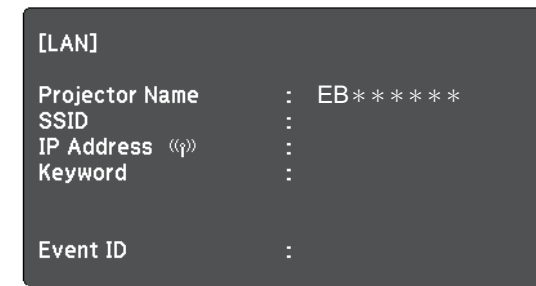 [LAN]
Projector Name : EB∗∗∗∗∗∗
SSID :
IP Address :
Keyword :
Event ID :